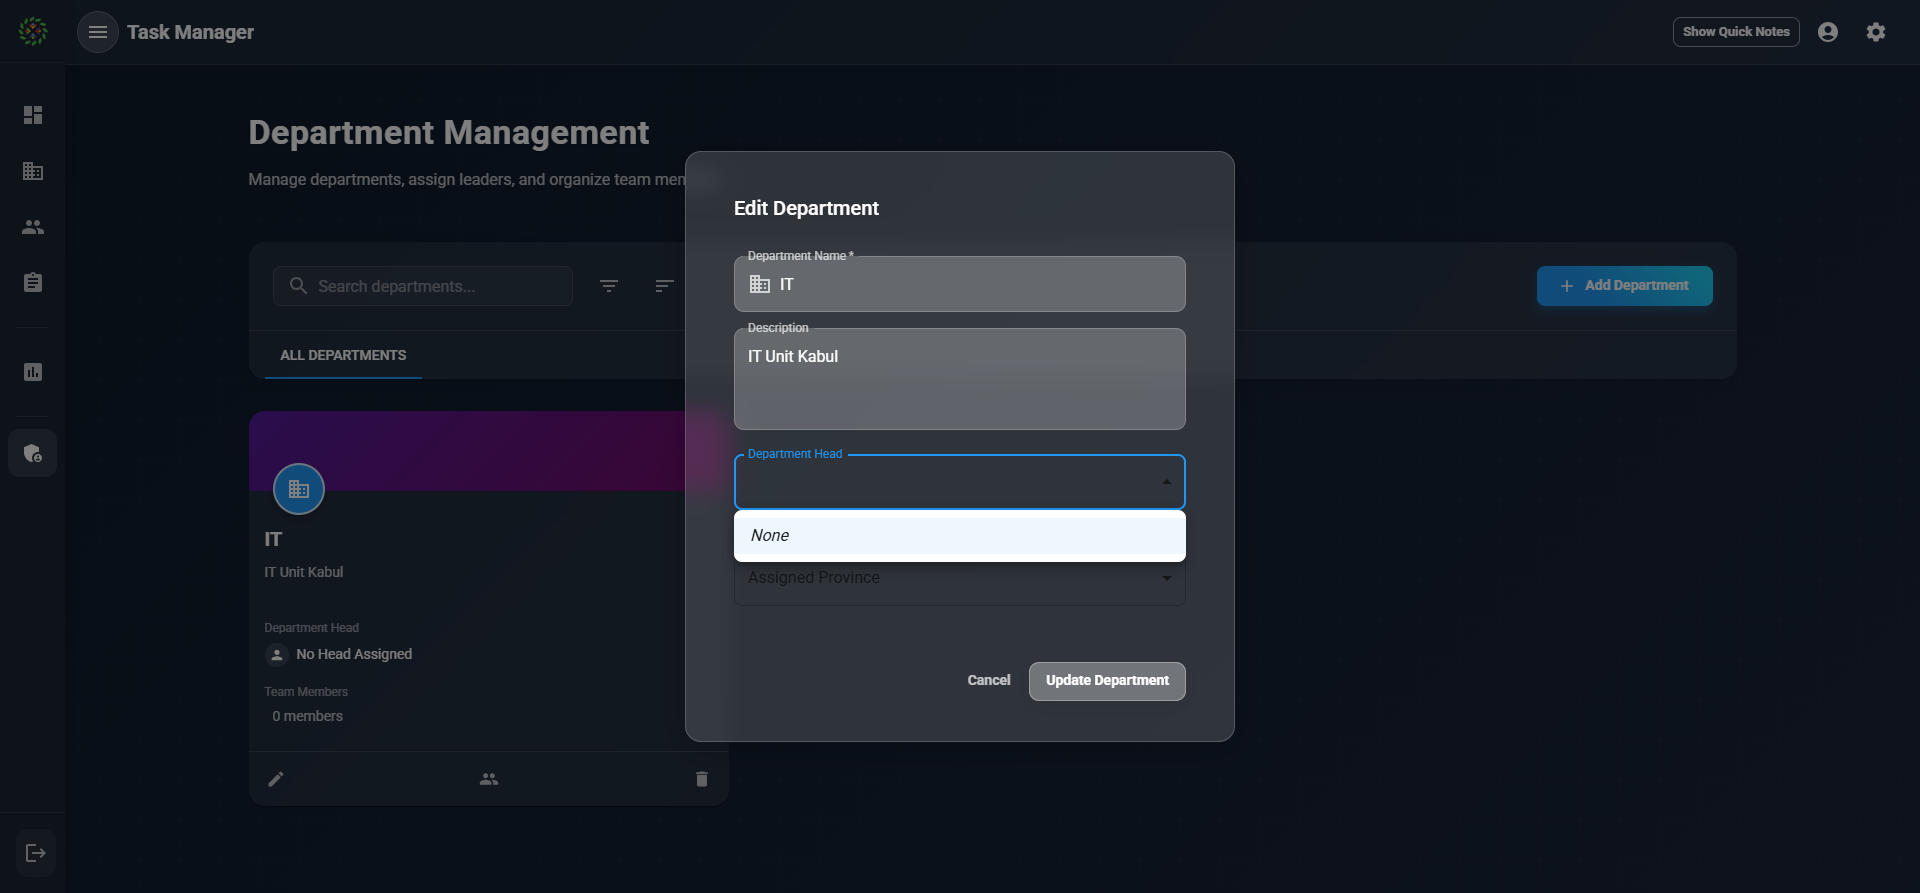 Task Manager
Show Quick Notes
Department Management
Manage departments, assign leaders, and organize team mem
Search departments...
Add Department
ALL DEPARTMENTS
IT
IT Unit Kabul
Department Head
No Head Assigned
Team Members
0 members
Edit Department
Department Name *
IT
Description
IT Unit Kabul
Department Head
None
Assigned Province
Cancel
Update Department